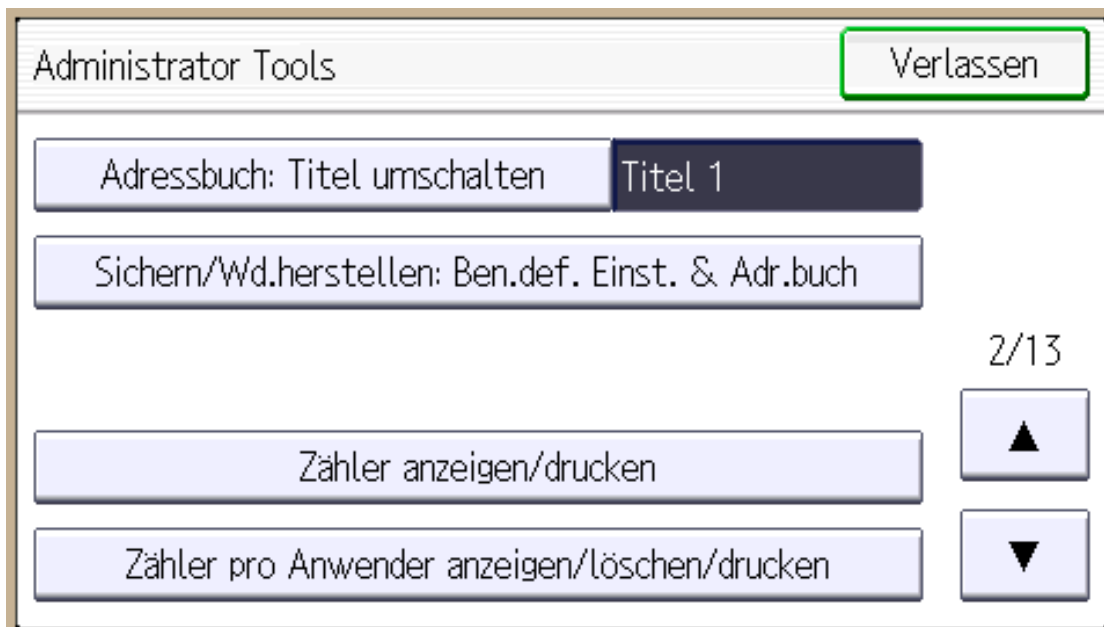 Administrator Tools
Verlassen
Adressbuch: Titel umschalten
Titel 1
Sichern/Wd.herstellen: Ben.def. Einst. & Adr.buch
2/13
▲
Zähler anzeigen/drucken
Zähler pro Anwender anzeigen/löschen/drucken
▼